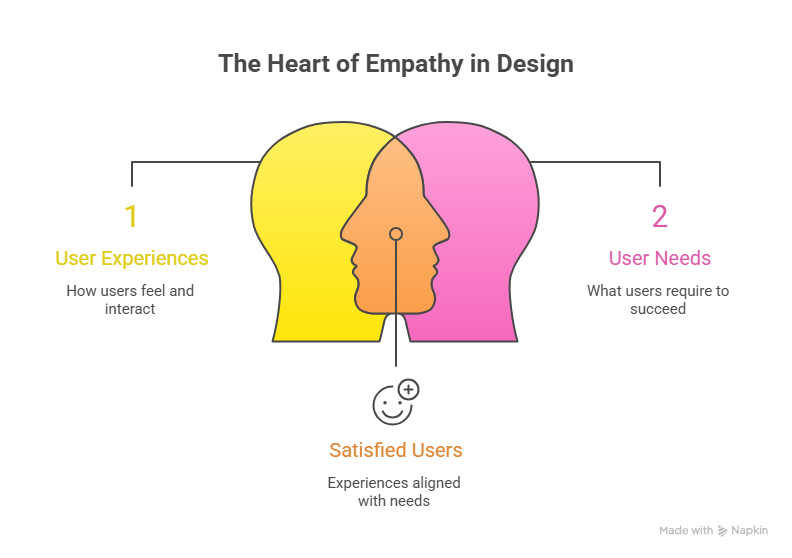 The Heart of Empathy in Design
1
User Experiences
How users feel and
interact
2
User Needs
What users require to
succeed
Satisfied Users
Experiences aligned
with needs
Made with Napkin